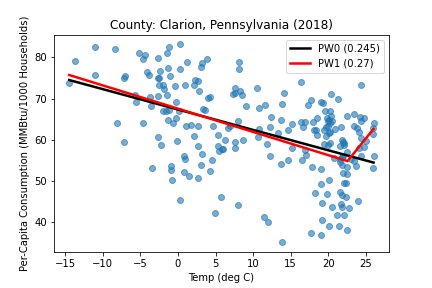 County: Clarion, Pennsylvania (2018)
PW0 (0.245)
PW1 (0.27)
Per-Capita Consumption (MMBtu/1000 Households)
80
70
60
50
40
−15 −10 −5 0 5 10 15 20 25
Temp (deg C)